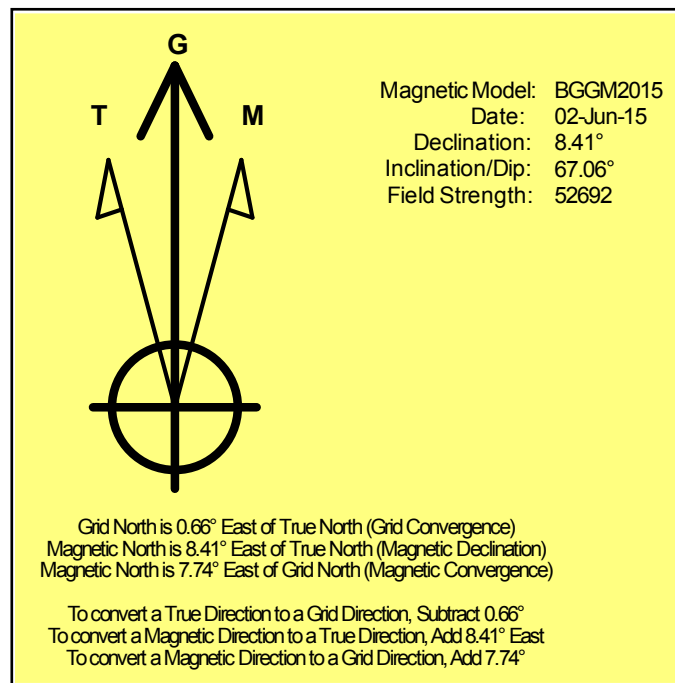 G
T
M
Magnetic Model: BGGM2015
Date: 02-Jun-15
Declination: 8.41°
Inclination/Dip: 67.06°
Field Strength: 52692
Grid North is 0.66° East of True North (Grid Convergence)
Magnetic North is 8.41° East of True North (Magnetic Declination)
Magnetic North is 7.74° East of Grid North (Magnetic Convergence)
To convert a True Direction to a Grid Direction, Subtract 0.66°
To convert a Magnetic Direction to a True Direction, Add 8.41° East
To convert a Magnetic Direction to a Grid Direction, Add 7.74°